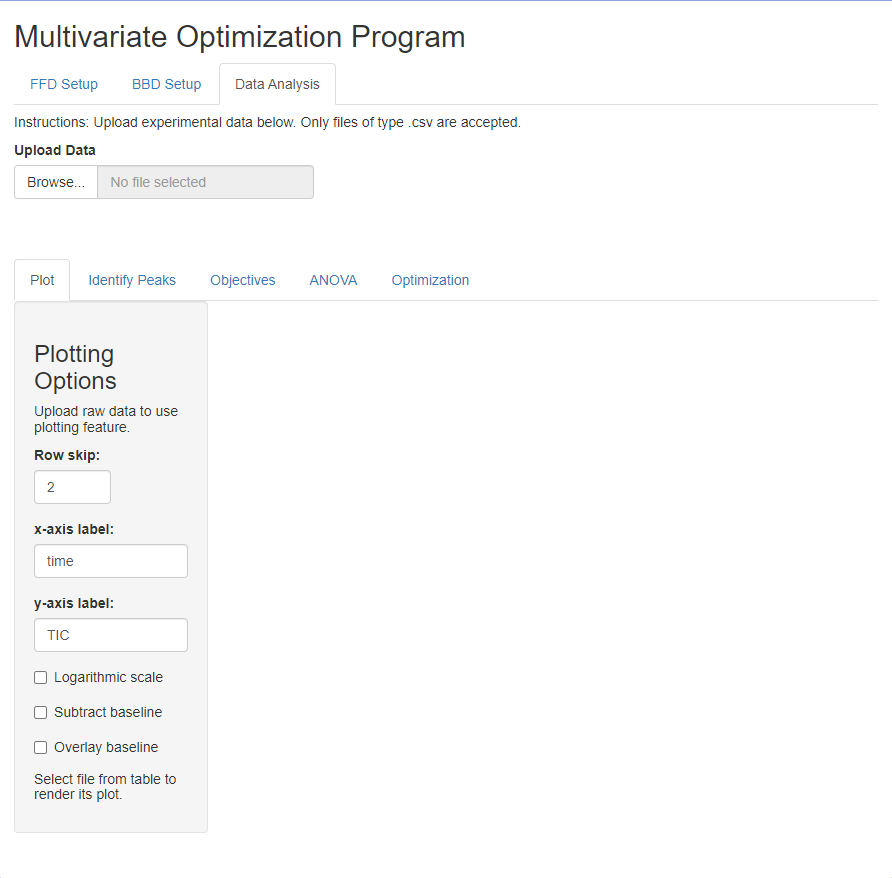 Multivariate Optimization Program
FFD Setup BBD Setup Data Analysis
Instructions: Upload experimental data below. Only files of type .csv are accepted.
Upload Data
Browse... No file selected
Plot Identify Peaks Objectives ANOVA Optimization
Plotting
Options
Upload raw data to use
plotting feature.
Row skip:
2
x-axis label:
time
y-axis label:
TIC
Logarithmic scale
Subtract baseline
Overlay baseline
Select file from table to
render its plot.